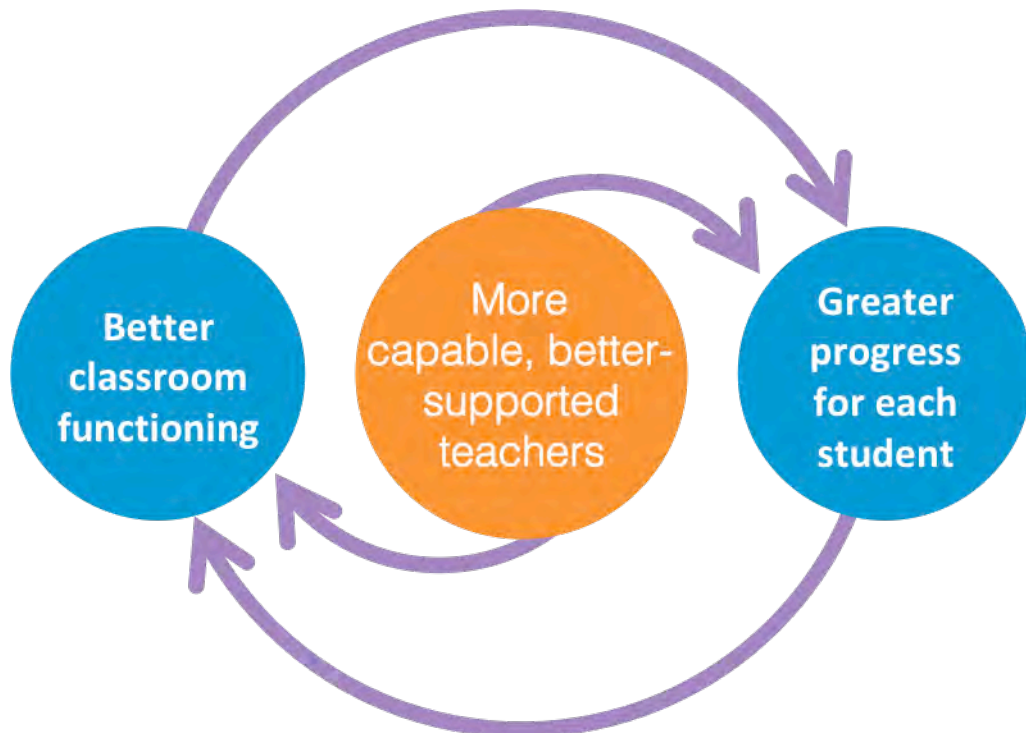 Better
classroom
functioning
More
capable, better-
supported
teachers
Greater
progress
for each
student